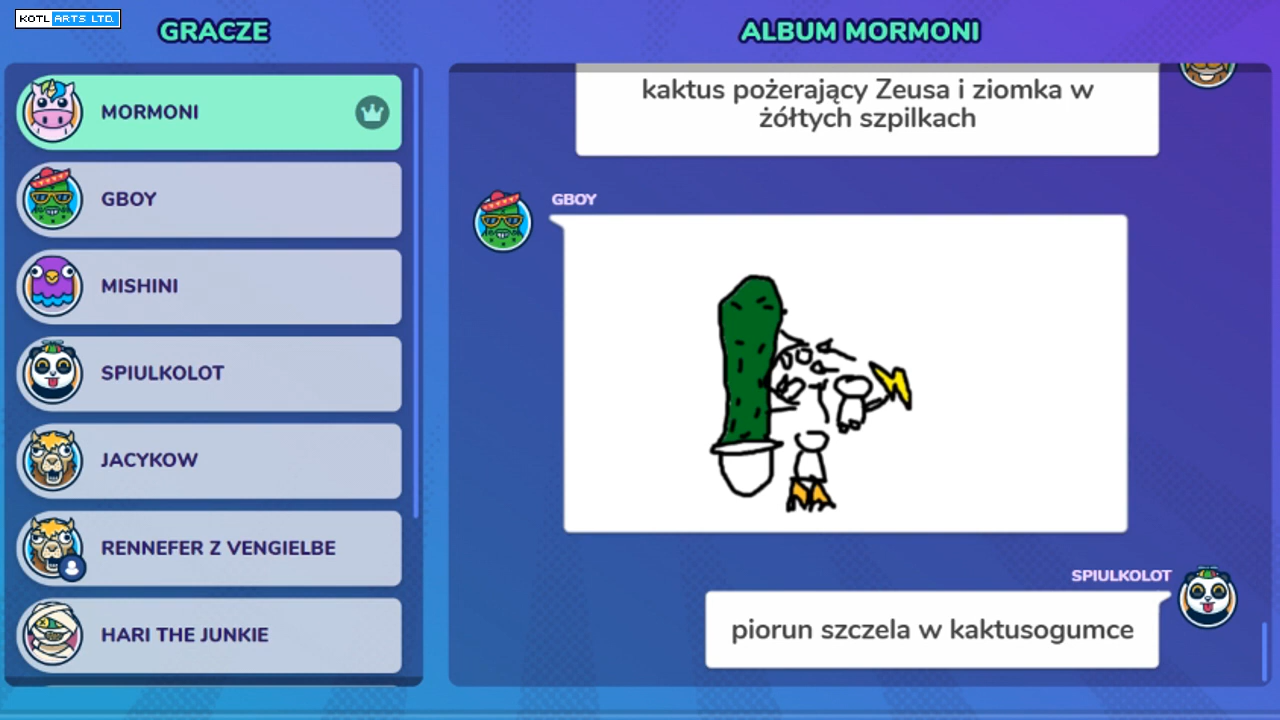 KOTL ARTS LTD.
GRACZE
MORMONI
GBOY
MISHINI
SPIULKOLOT
JACYKOW
RENNEFER Z VENGIELBE
HARI THE JUNKIE
ALBUM MORMONI
kaktus pożerający Zeusa i ziomka w
żółtych szpilkach
GBOY
SPIULKOLOT
piorun szczela w kaktusogumce